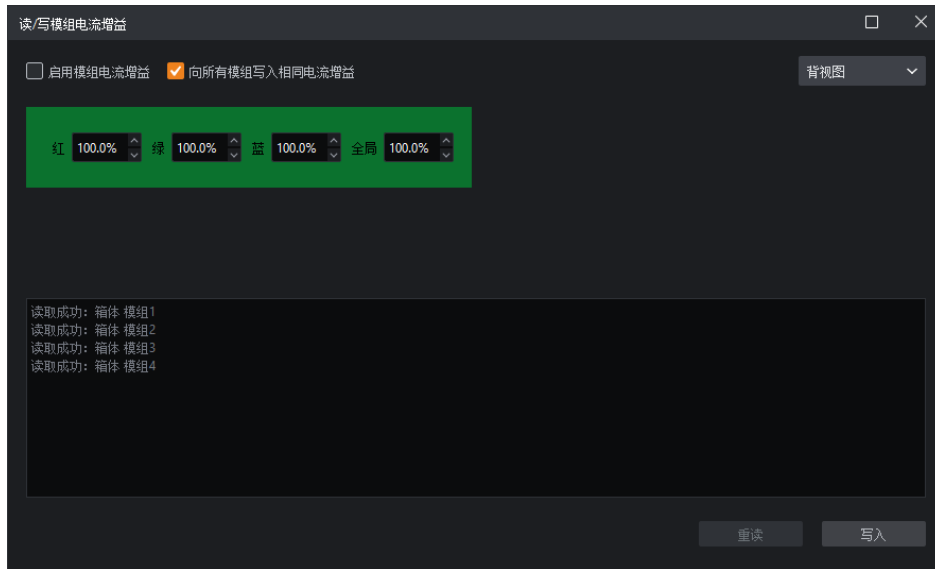 读/写模组电流增益
启用模组电流增益 向所有模组写入相同电流增益 背视图
红 100.0% 绿 100.0% 蓝 100.0% 全局 100.0%
读取成功：箱体 模组1
读取成功：箱体 模组2
读取成功：箱体 模组3
读取成功：箱体 模组4
重读 写入